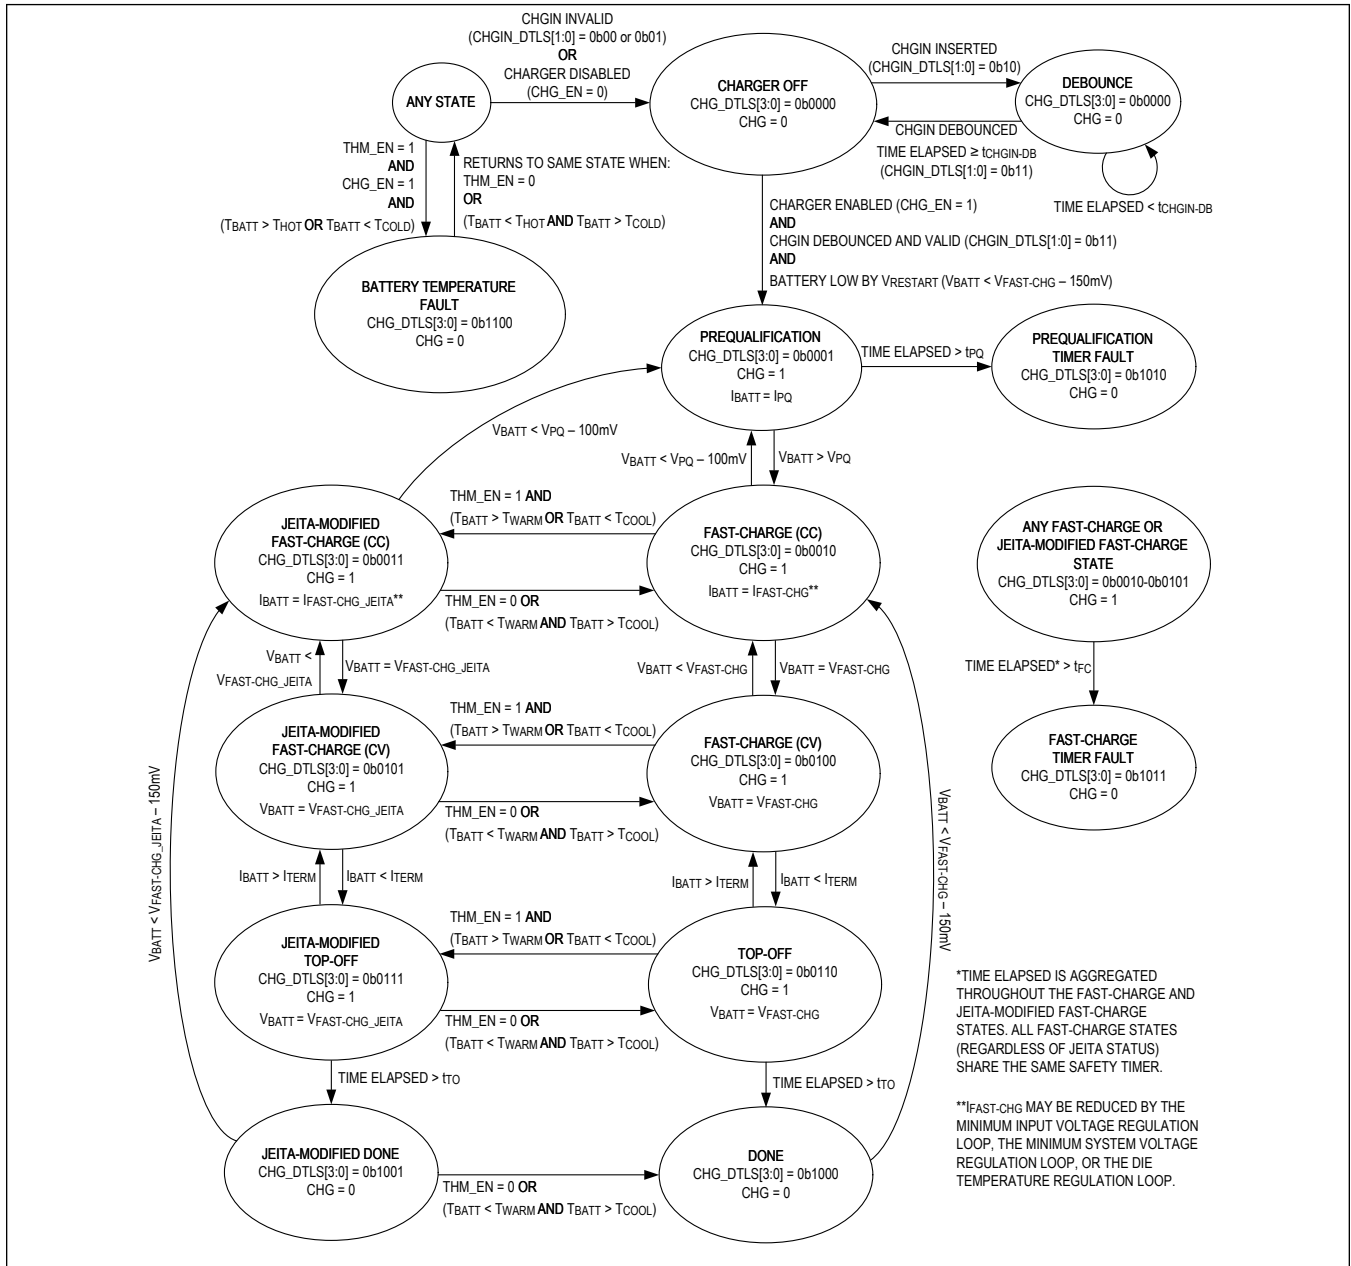 CHGIN INVALID
(CHGIN_DTLS[1:0] = 0b00 or 0b01)
OR
CHARGER DISABLED
(CHG_EN = 0)
ANY STATE
CHARGER OFF
CHG_DTLS[3:0] = 0b0000
CHG = 0
CHGIN INSERTED
(CHGIN_DTLS[1:0] = 0b10)
DEBOUNCE
CHG_DTLS[3:0] = 0b0000
CHG = 0
CHGIN DEBOUNCED
TIME ELAPSED ≥ tCHGIN-DB
(CHGIN_DTLS[1:0] = 0b11)
TIME ELAPSED < tCHGIN-DB
THM_EN = 1
AND
CHG_EN = 1
AND
(TBATT > THOT OR TBATT < TCOLD)
RETURNS TO SAME STATE WHEN:
THM_EN = 0
OR
(TBATT < THOT AND TBATT > TCOLD)
CHARGER ENABLED (CHG_EN = 1)
AND
CHGIN DEBOUNCED AND VALID (CHGIN_DTLS[1:0] = 0b11)
AND
BATTERY LOW BY VRESTART (VBATT < VFAST-CHG – 150mV)
BATTERY TEMPERATURE
FAULT
CHG_DTLS[3:0] = 0b1100
CHG = 0
PREQUALIFICATION
CHG_DTLS[3:0] = 0b0001
CHG = 1
IBATT = IPQ
TIME ELAPSED > tPQ
PREQUALIFICATION
TIMER FAULT
CHG_DTLS[3:0] = 0b1010
CHG = 0
VBATT < VPQ – 100mV
VBATT < VPQ – 100mV
VBATT > VPQ
JEITA-MODIFIED
FAST-CHARGE (CC)
CHG_DTLS[3:0] = 0b0011
CHG = 1
IBATT = IFAST-CHG_JEITA**
THM_EN = 1 AND
(TBATT > TWARM OR TBATT < TCOOL)
THM_EN = 0 OR
(TBATT < TWARM AND TBATT > TCOOL)
FAST-CHARGE (CC)
CHG_DTLS[3:0] = 0b0010
CHG = 1
IBATT = IFAST-CHG**
ANY FAST-CHARGE OR
JEITA-MODIFIED FAST-CHARGE
STATE
CHG_DTLS[3:0] = 0b0010-0b0101
CHG = 1
VBATT <
VFAST-CHG_JEITA
VBATT = VFAST-CHG_JEITA
VBATT < VFAST-CHG
VBATT = VFAST-CHG
TIME ELAPSED* > tFC
JEITA-MODIFIED
FAST-CHARGE (CV)
CHG_DTLS[3:0] = 0b0101
CHG = 1
VBATT = VFAST-CHG_JEITA
THM_EN = 1 AND
(TBATT > TWARM OR TBATT < TCOOL)
THM_EN = 0 OR
(TBATT < TWARM AND TBATT > TCOOL)
FAST-CHARGE (CV)
CHG_DTLS[3:0] = 0b0100
CHG = 1
VBATT = VFAST-CHG
FAST-CHARGE
TIMER FAULT
CHG_DTLS[3:0] = 0b1011
CHG = 0
VBATT < VFAST-CHG_JEITA – 150mV
VBATT < VFAST-CHG – 150mV
IBATT > ITERM
IBATT < ITERM
IBATT > ITERM
IBATT < ITERM
JEITA-MODIFIED
TOP-OFF
CHG_DTLS[3:0] = 0b0111
CHG = 1
VBATT = VFAST-CHG_JEITA
THM_EN = 1 AND
(TBATT > TWARM OR TBATT < TCOOL)
THM_EN = 0 OR
(TBATT < TWARM AND TBATT > TCOOL)
TOP-OFF
CHG_DTLS[3:0] = 0b0110
CHG = 1
VBATT = VFAST-CHG
TIME ELAPSED > tTO
TIME ELAPSED > tTO
JEITA-MODIFIED DONE
CHG_DTLS[3:0] = 0b1001
CHG = 0
THM_EN = 0 OR
(TBATT < TWARM AND TBATT > TCOOL)
DONE
CHG_DTLS[3:0] = 0b1000
CHG = 0
*TIME ELAPSED IS AGGREGATED
THROUGHOUT THE FAST-CHARGE AND
JEITA-MODIFIED FAST-CHARGE
STATES. ALL FAST-CHARGE STATES
(REGARDLESS OF JEITA STATUS)
SHARE THE SAME SAFETY TIMER.
**IFAST-CHG MAY BE REDUCED BY THE
MINIMUM INPUT VOLTAGE REGULATION
LOOP, THE MINIMUM SYSTEM VOLTAGE
REGULATION LOOP, OR THE DIE
TEMPERATURE REGULATION LOOP.